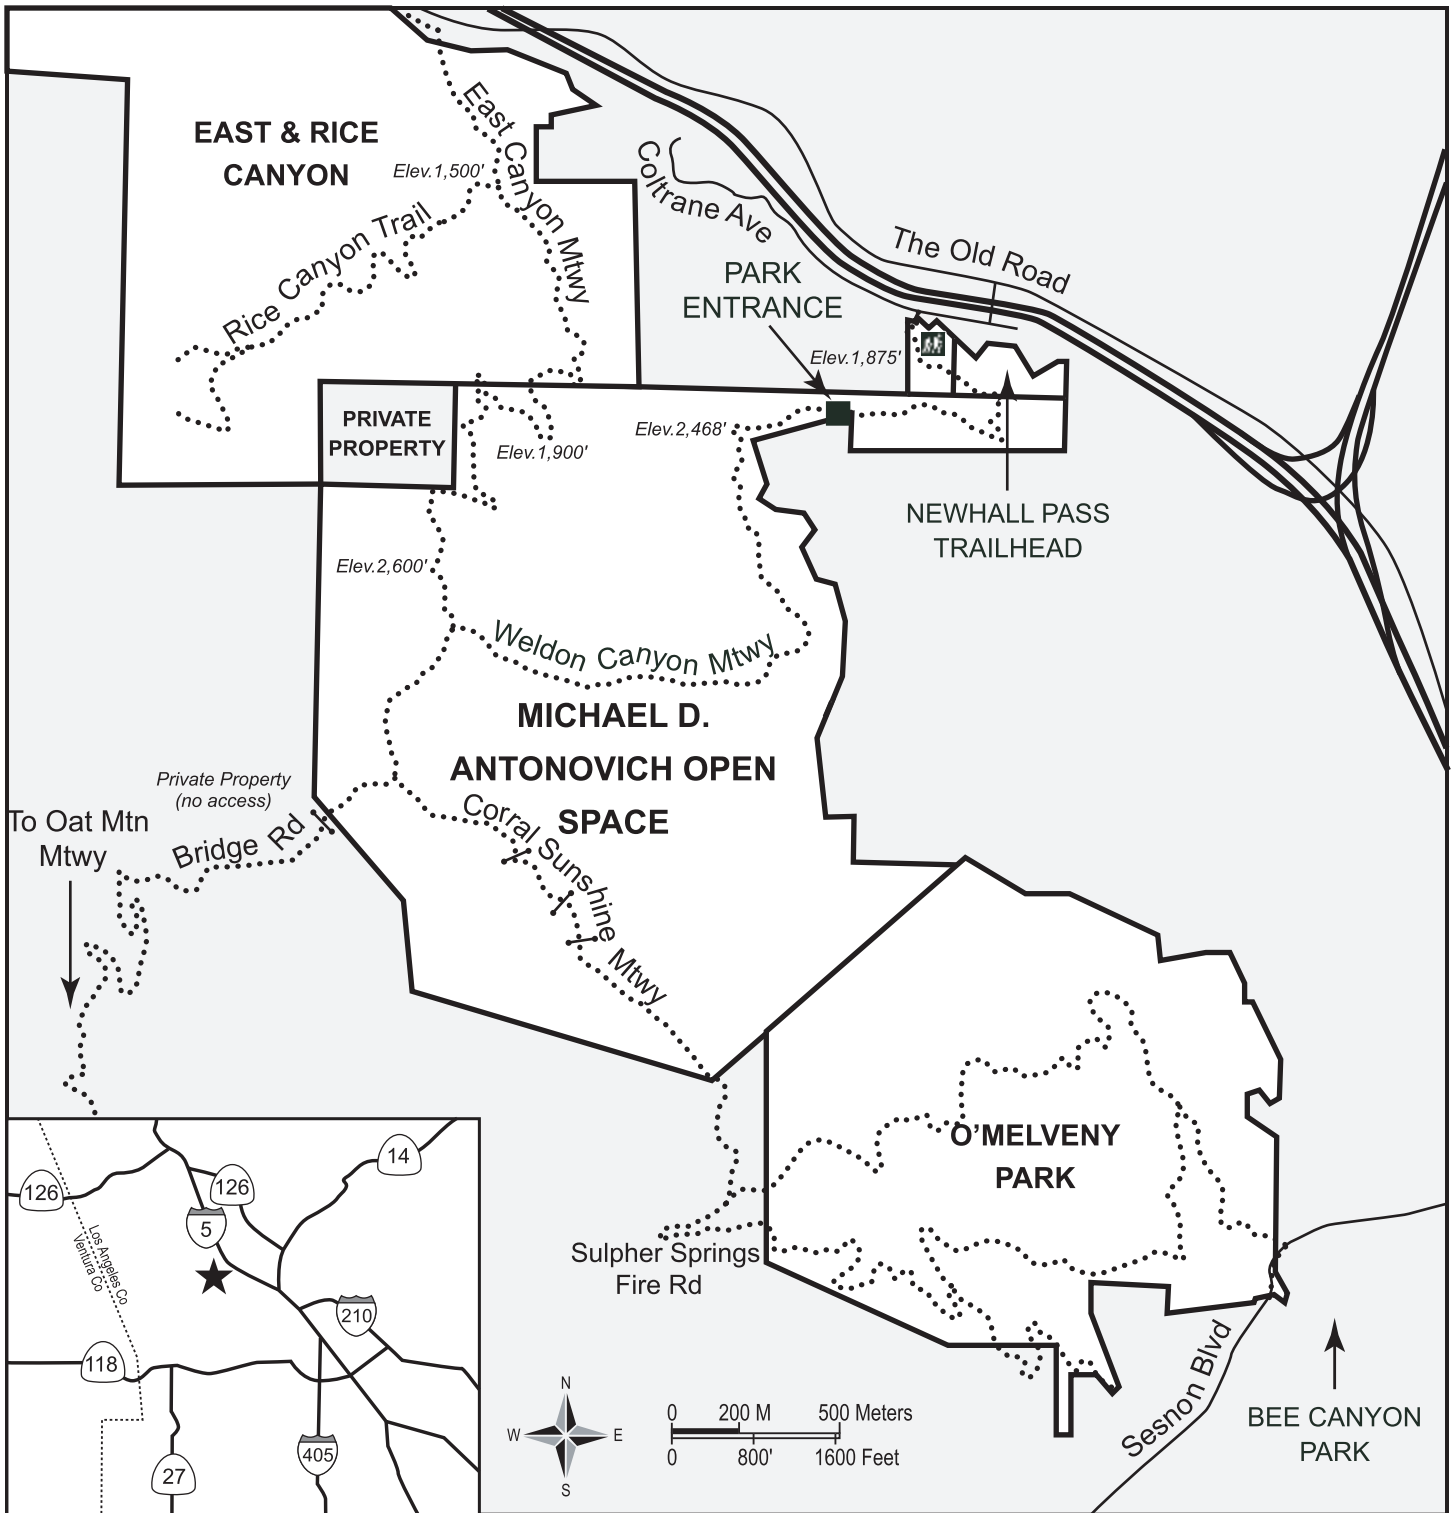 EAST & RICE
CANYON
Elev.1,500'
East Canyon Mtwy
Rice Canyon Trail
Coltrane Ave
The Old Road
PARK
ENTRANCE
Elev.1,875'
PRIVATE
PROPERTY
Elev.1,900'
Elev.2,468'
NEWHALL PASS
TRAILHEAD
Elev.2,600'
Weldon Canyon Mtwy
MICHAEL D.
ANTONOVICH OPEN
SPACE
Private Property
(no access)
To Oat Mtn
Mtwy
Bridge Rd
Corral Sunshine Mtwy
O’MELVENY
PARK
Sulpher Springs
Fire Rd
Sesnon Blvd
BEE CANYON
PARK
126
126
14
5
Los Angeles Co
Ventura Co
210
118
27
405
N
W
E
S
0 200 M 500 Meters
0 800' 1600 Feet